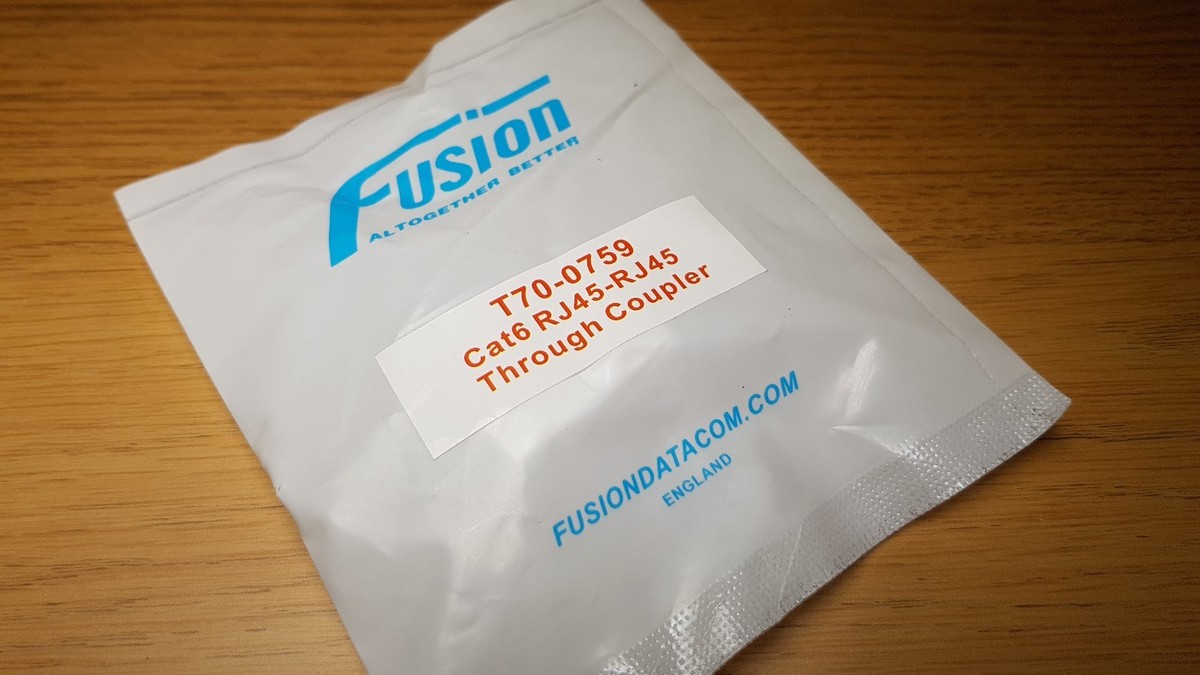 Fusion
ALTOGETHER BETTER
T70-0759
Cat6 RJ45-RJ45
Through Coupler
FUSIONDATACOM.COM
ENGLAND